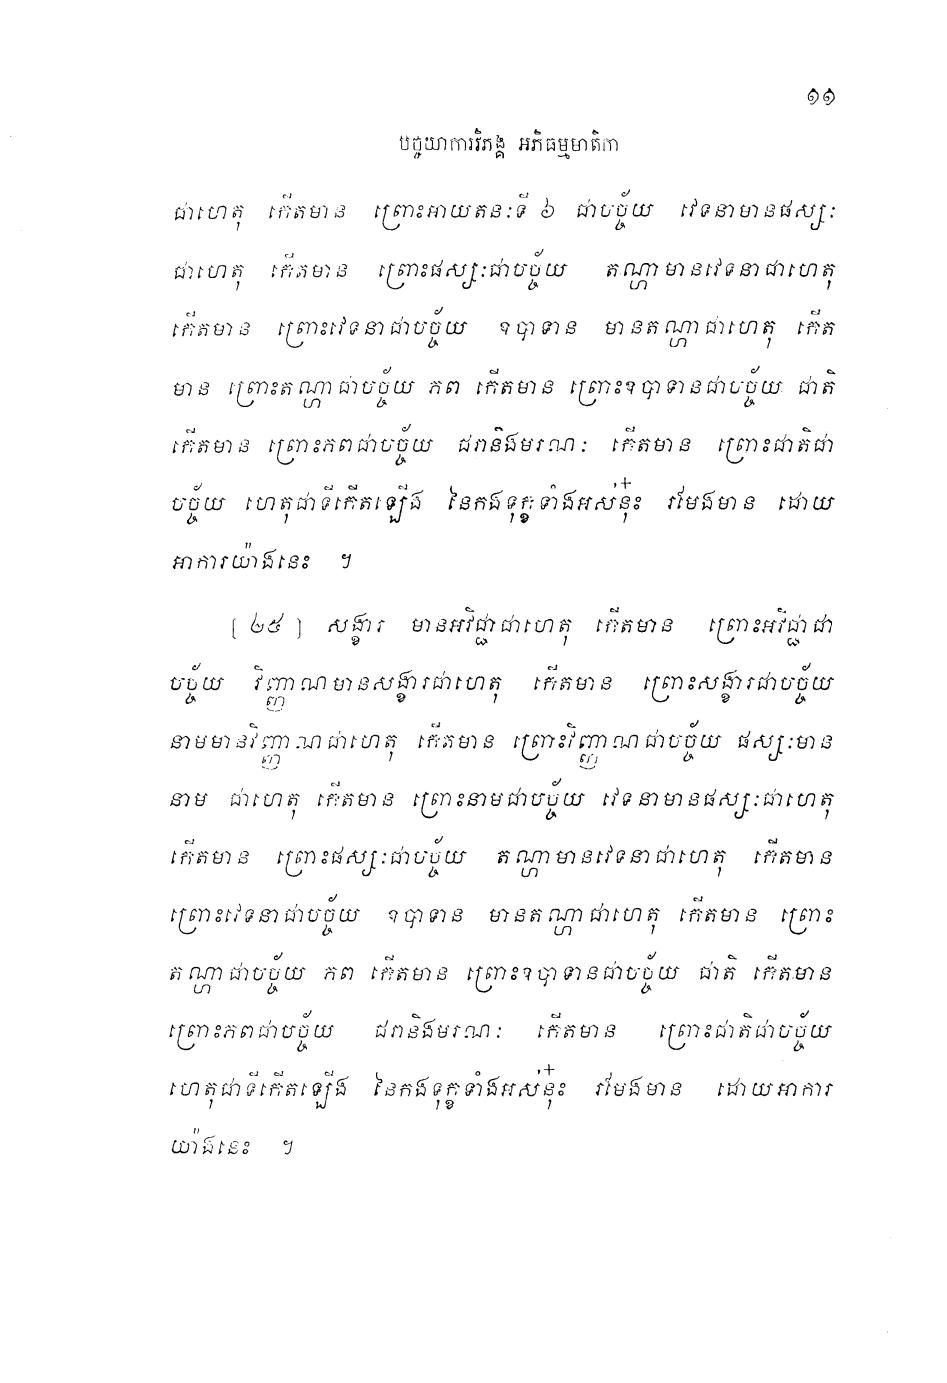 ១១
បច្ចយាការវិភង្គ អភិធម្មមាតិកា
ជាហេតុ កើតមាន ព្រោះអាយតនៈទី ៦ ជាបច្ច័យ វេទនាមានផស្សៈ
ជាហេតុ កើតមាន ព្រោះផស្សៈជាបច្ច័យ តណ្ហាមានវេទនាជាហេតុ
កើតមាន ព្រោះវេទនាជាបច្ច័យ ឧបាទាន មានតណ្ហាជាហេតុ កើត
មាន ព្រោះតណ្ហាជាបច្ច័យ ភព កើតមាន ព្រោះឧបាទានជាបច្ច័យ ជាតិ
កើតមាន ព្រោះភពជាបច្ច័យ ជរានិងមរណៈ កើតមាន ព្រោះជាតិជា
បច្ច័យ ហេតុជាទីកើតឡើង នៃកងទុក្ខទាំងអស់នុ៎ះ រមែងមាន ដោយ
អាការយ៉ាងនេះ ។
[ ២៥ ] សង្ខារ មានអវិជ្ជាជាហេតុ កើតមាន ព្រោះអវិជ្ជាជា
បច្ច័យ វិញ្ញាណមានសង្ខារជាហេតុ កើតមាន ព្រោះសង្ខារជាបច្ច័យ
នាមមានវិញ្ញាណជាហេតុ កើតមាន ព្រោះវិញ្ញាណជាបច្ច័យ ផស្សៈមាន
នាម ជាហេតុ កើតមាន ព្រោះនាមជាបច្ច័យ វេទនាមានផស្សៈជាហេតុ
កើតមាន ព្រោះផស្សៈជាបច្ច័យ តណ្ហាមានវេទនាជាហេតុ កើតមាន
ព្រោះវេទនាជាបច្ច័យ ឧបាទាន មានតណ្ហាជាហេតុ កើតមាន ព្រោះ
តណ្ហាជាបច្ច័យ ភព កើតមាន ព្រោះឧបាទានជាបច្ច័យ ជាតិ កើតមាន
ព្រោះភពជាបច្ច័យ ជរានិងមរណៈ កើតមាន ព្រោះជាតិជាបច្ច័យ
ហេតុជាទីកើតឡើង នៃកងទុក្ខទាំងអស់នុ៎ះ រមែងមាន ដោយអាការ
យ៉ាងនេះ ។